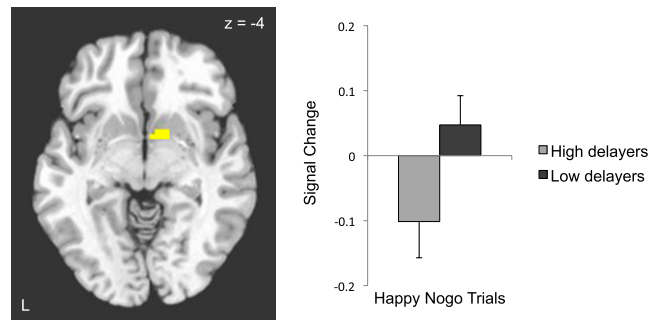 z = -4
L
Signal Change
0.2
0.1
0
-0.1
-0.2
Happy Nogo Trials
High delayers
Low delayers